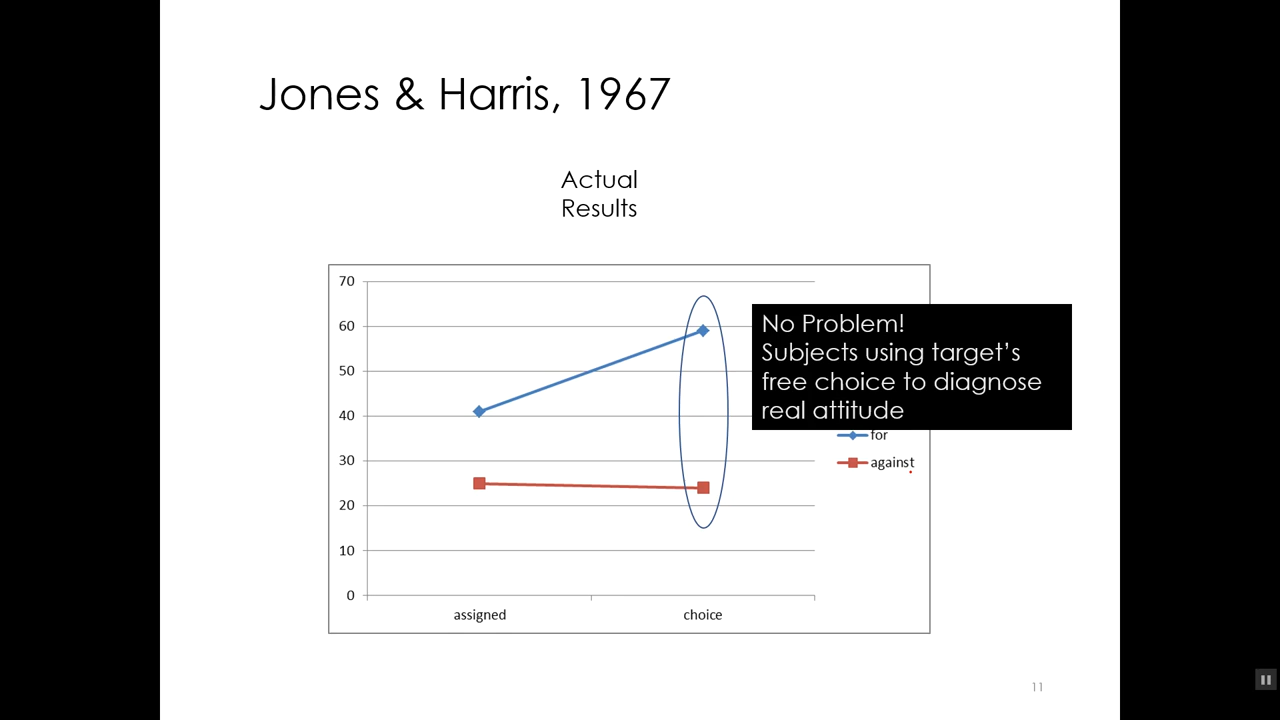 Jones & Harris, 1967
Actual
Results
70
60
50
40
30
20
10
0
assigned
choice
No Problem!
Subjects using target’s
free choice to diagnose
real attitude
for
against
11